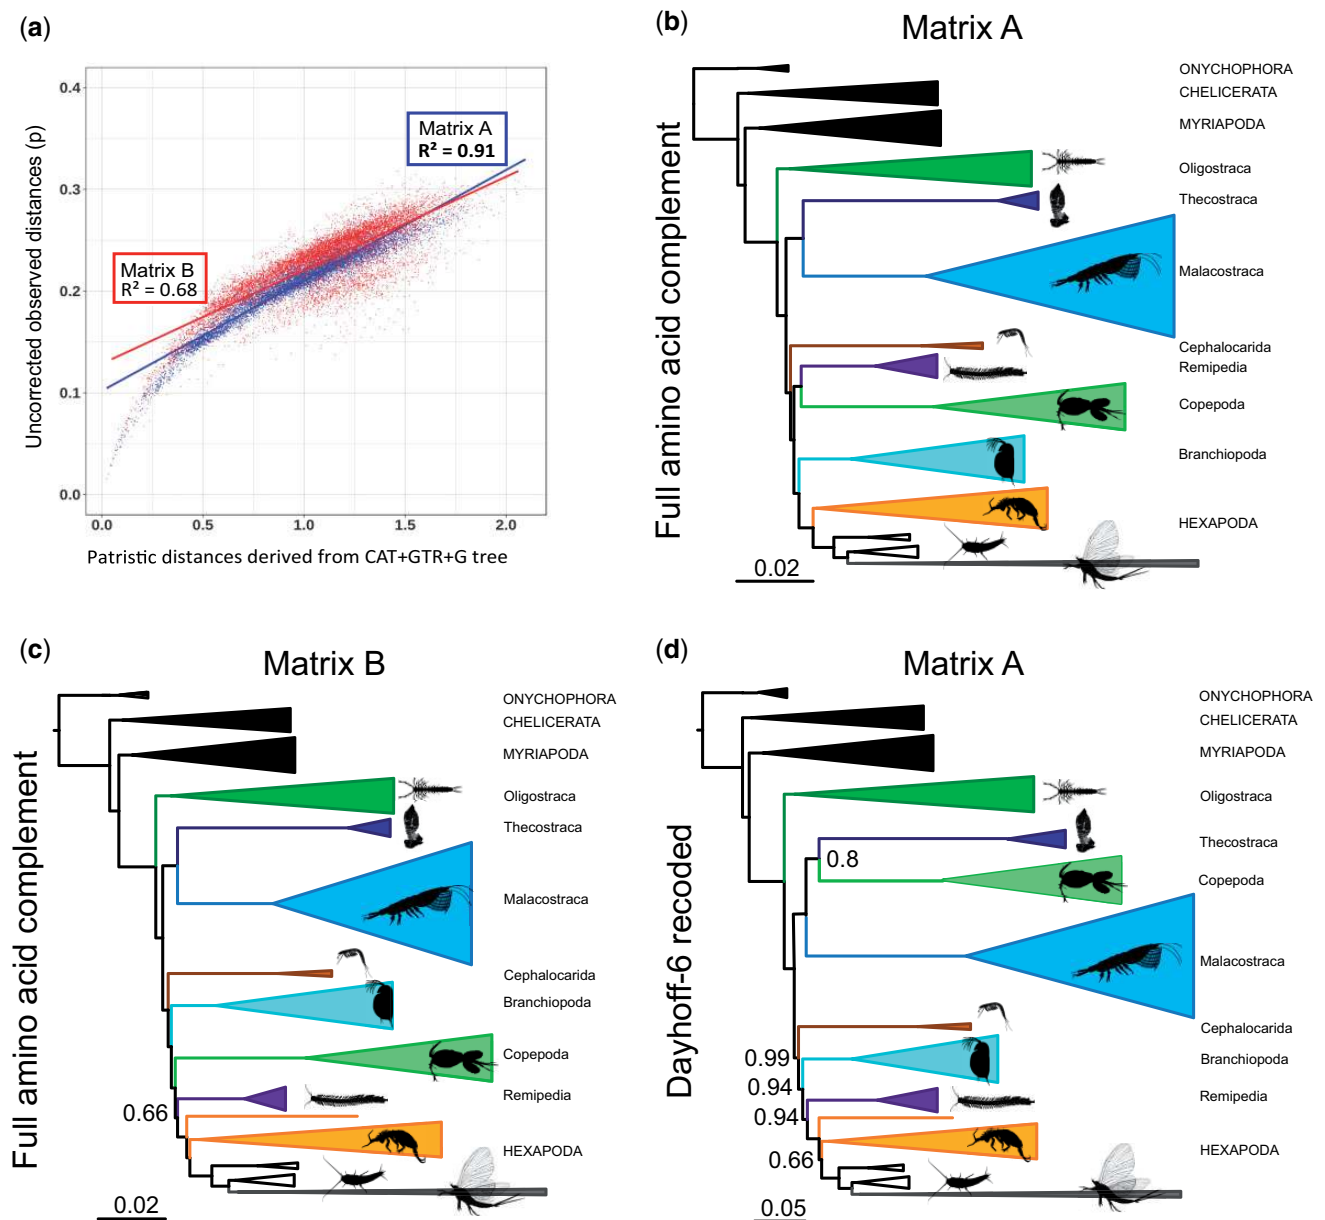 (a)
Uncorrected observed distances (p)
0.4
0.3
0.2
0.1
0.0
Matrix A
R² = 0.91
Matrix B
R² = 0.68
0.0 0.5 1.0 1.5 2.0
Patristic distances derived from CAT+GTR+G tree
(b)
Matrix A
Full amino acid complement
ONYCHOPHORA
CHELICERATA
MYRIAPODA
Oligostraca
Thecostraca
Malacostraca
Cephalocarida
Remipedia
Copepoda
Branchiopoda
HEXAPODA
0.02
(c)
Matrix B
Full amino acid complement
ONYCHOPHORA
CHELICERATA
MYRIAPODA
Oligostraca
Thecostraca
Malacostraca
Cephalocarida
Branchiopoda
Copepoda
Remipedia
0.66
HEXAPODA
0.02
(d)
Matrix A
Dayhoff-6 recoded
ONYCHOPHORA
CHELICERATA
MYRIAPODA
Oligostraca
Thecostraca
0.8
Copepoda
Malacostraca
Cephalocarida
0.99
Branchiopoda
0.94
Remipedia
0.94
HEXAPODA
0.66
0.05